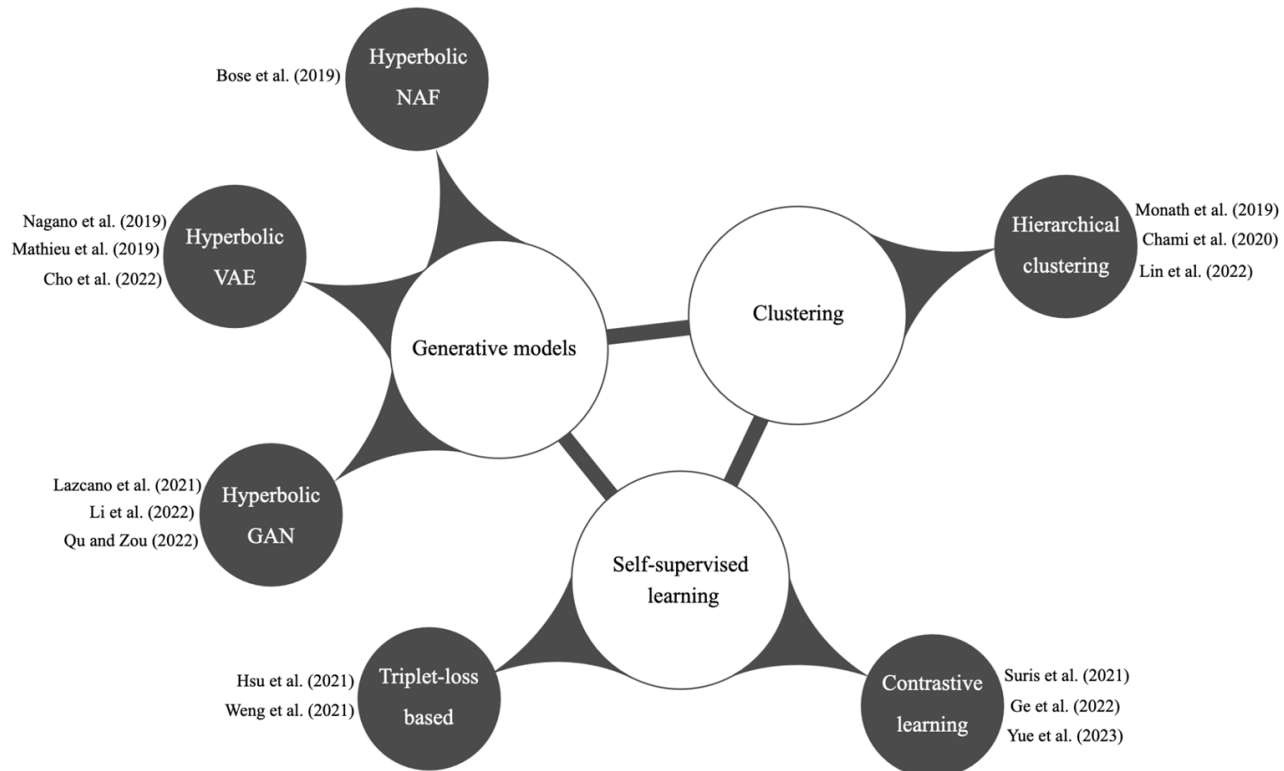 Bose et al. (2019)
Hyperbolic
NAF
Nagano et al. (2019)
Mathieu et al. (2019)
Cho et al. (2022)
Hyperbolic
VAE
Generative models
Clustering
Hierarchical
clustering
Monath et al. (2019)
Chami et al. (2020)
Lin et al. (2022)
Lazcano et al. (2021)
Li et al. (2022)
Qu and Zou (2022)
Hyperbolic
GAN
Self-supervised
learning
Hsu et al. (2021)
Weng et al. (2021)
Triplet-loss
based
Contrastive
learning
Suris et al. (2021)
Ge et al. (2022)
Yue et al. (2023)